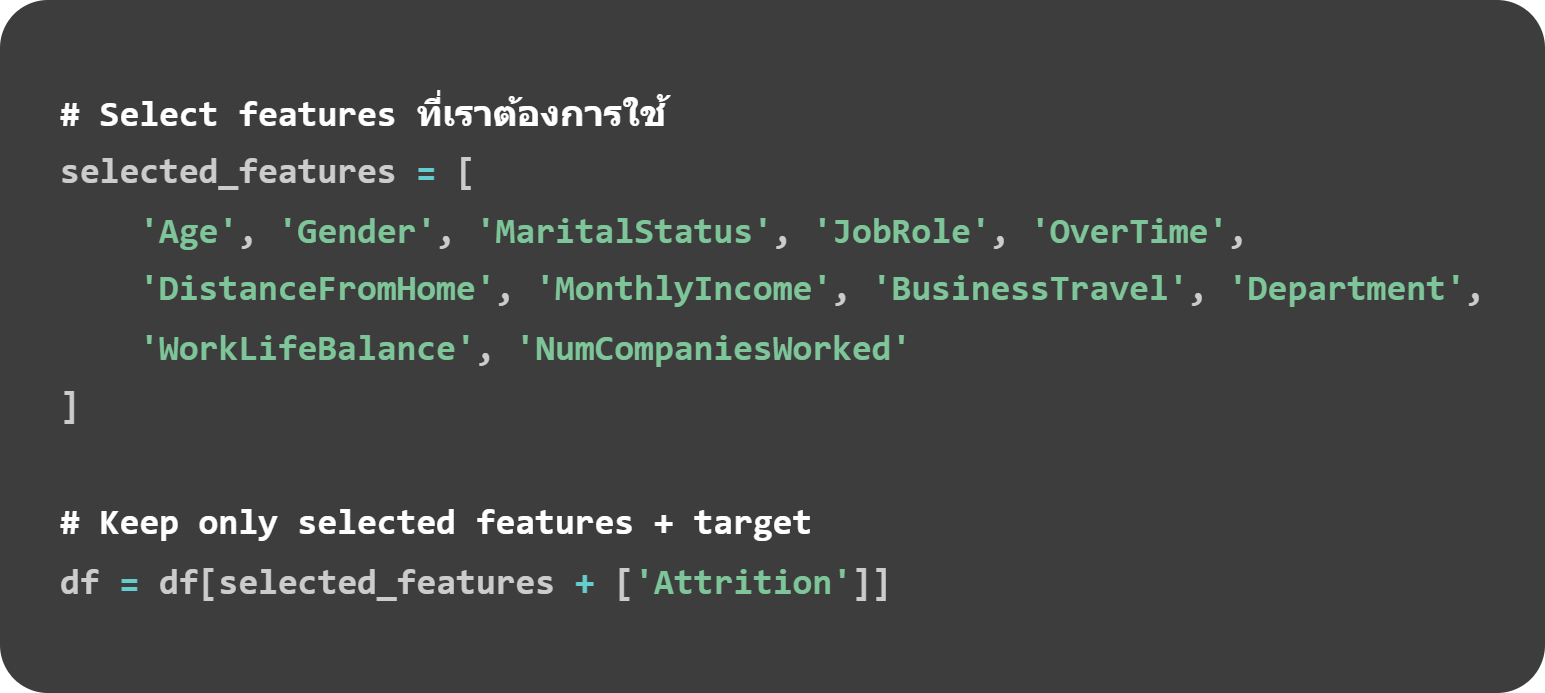 # Select features ที่เราต้องการใช้
selected_features = [
    'Age', 'Gender', 'MaritalStatus', 'JobRole', 'OverTime',
    'DistanceFromHome', 'MonthlyIncome', 'BusinessTravel', 'Department',
    'WorkLifeBalance', 'NumCompaniesWorked'
]
# Keep only selected features + target
df = df[selected_features + ['Attrition']]